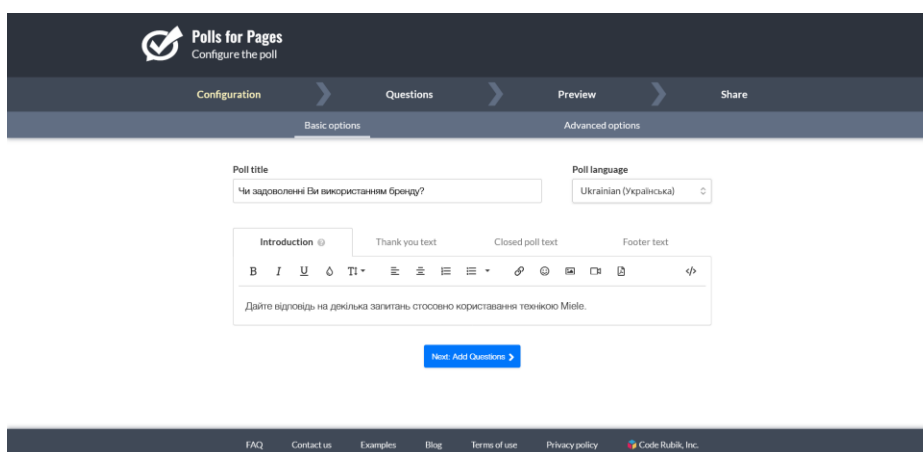 Polls for Pages
Configure the poll
Configuration
Questions
Preview
Share
Basic options
Advanced options
Poll title
Poll language
Чи задоволенні Ви використанням бренду?
Ukrainian (Українська)
Introduction
Thank you text
Closed poll text
Footer text
B I U T
Дайте відповідь на декілька запитань стосовно користавання технікою Miele.
Next: Add Questions
FAQ
Contact us
Examples
Blog
Terms of use
Privacy policy
Code Rubik, Inc.